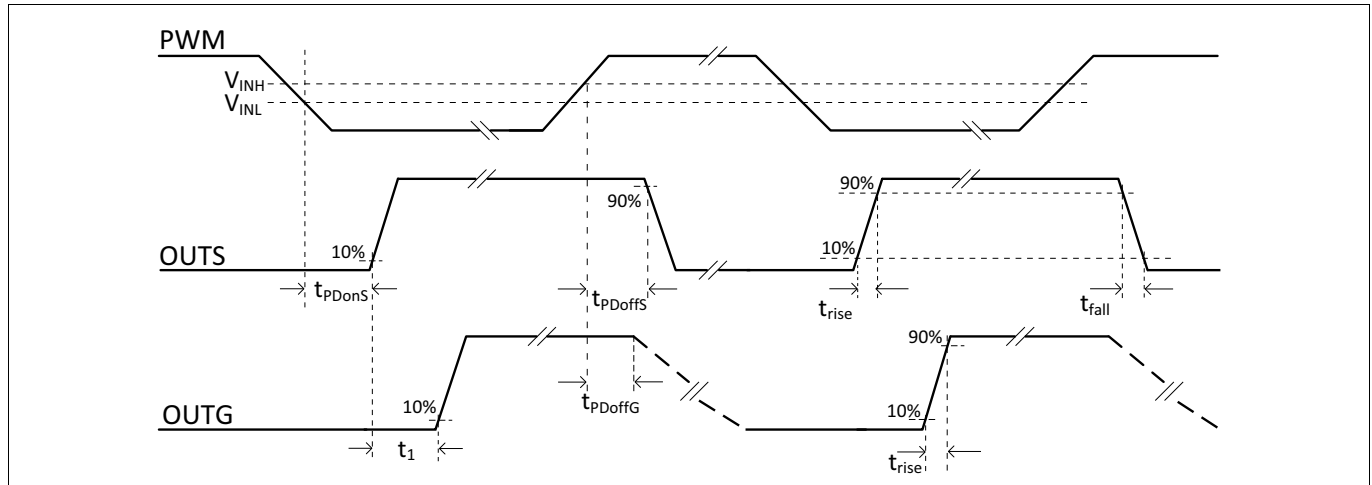 PWM
V_INH
V_INL
90%
90%
10%
10%
OUTS
t_PDonS
t_PDoffS
t_rise
t_fall
90%
10%
10%
OUTG
t_PDoffG
t_1
t_rise